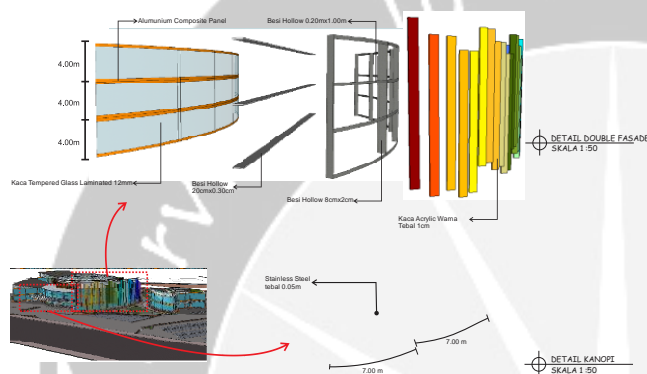 Alumunium Composite Panel
Besi Hollow 0.20mx1.00m
4.00m
4.00m
4.00m
DETAIL DOUBLE FASADE
SKALA 1:50
Kaca Tempered Glass Laminated 12mm
Besi Hollow
20cmx0.30cm
Besi Hollow 8cmx2cm
Kaca Acrylic Warna
Tebal 1cm
Stainless Steel
tebal 0.05m
7.00 m
7.00 m
DETAIL KANOPI
SKALA 1:50